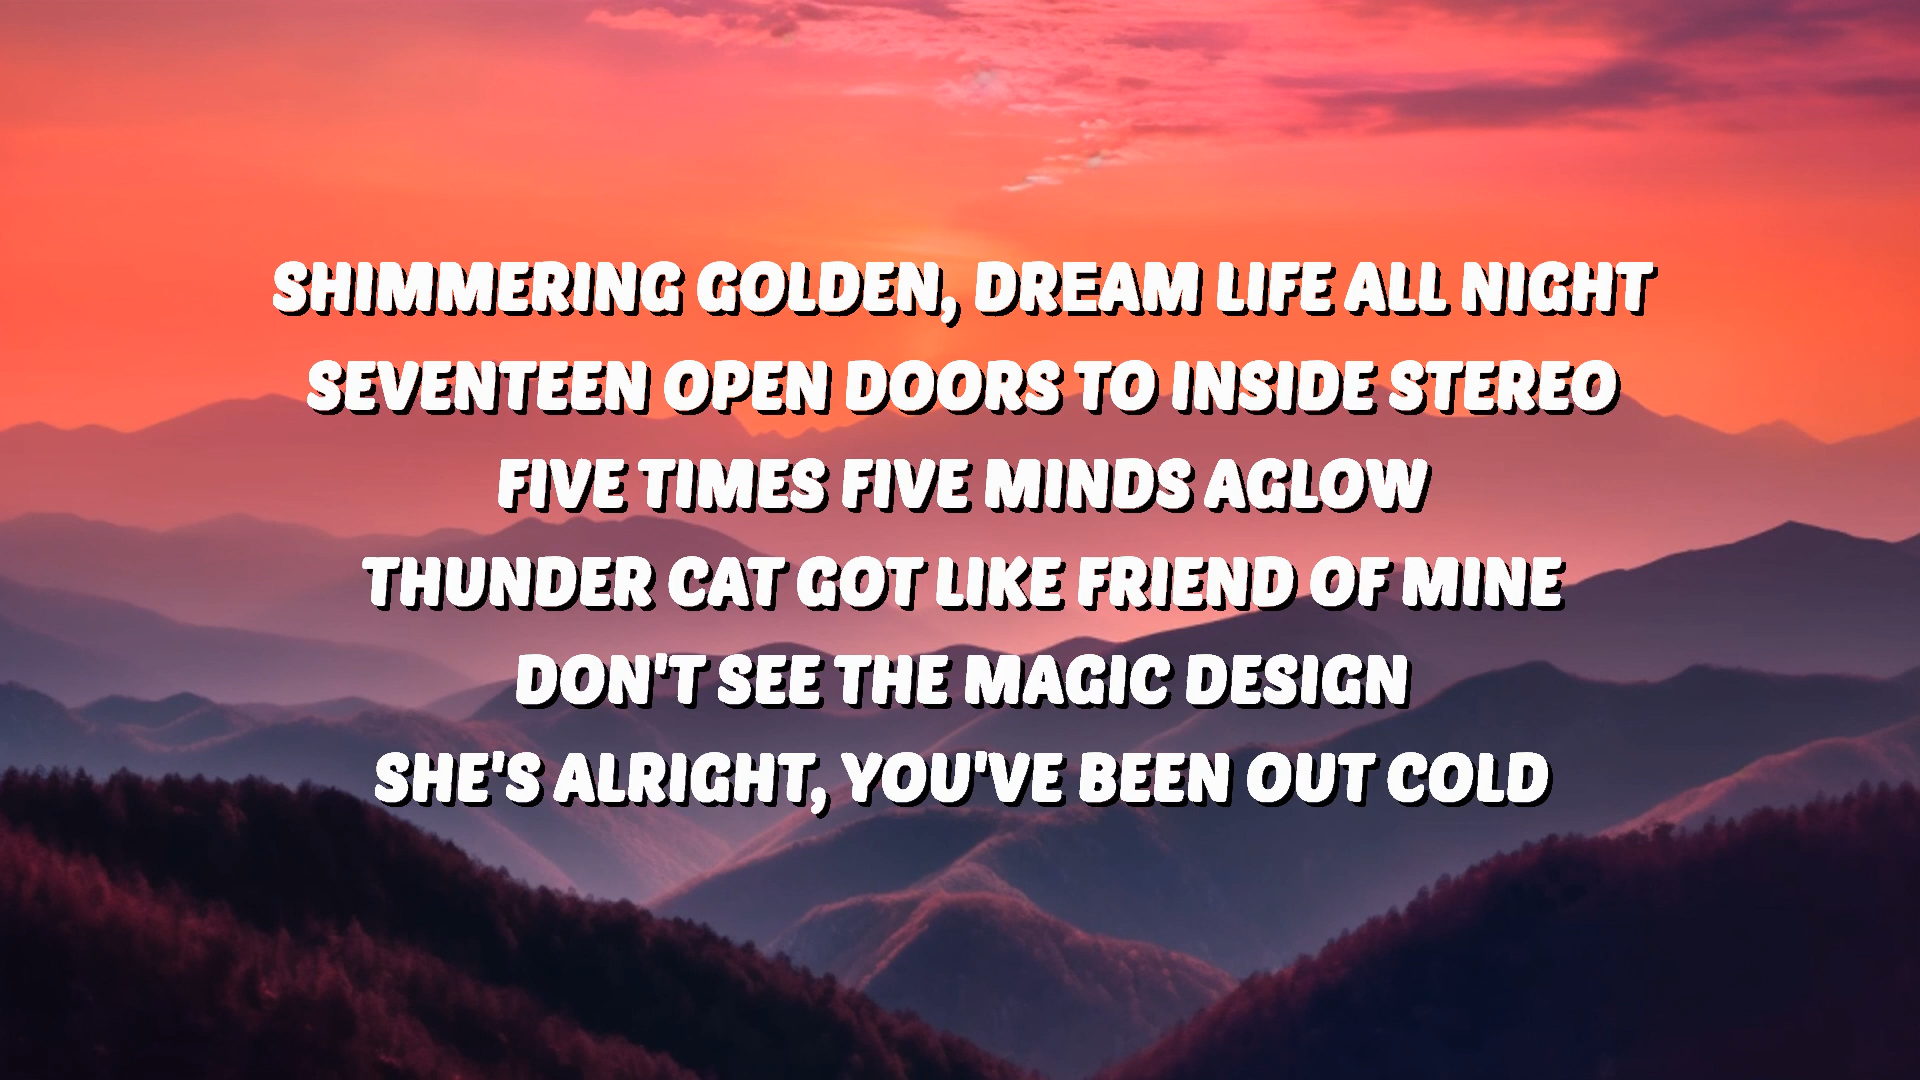 SHIMMERING GOLDEN, DREAM LIFE ALL NIGHT
SEVENTEEN OPEN DOORS TO INSIDE STEREO
FIVE TIMES FIVE MINDS AGLOW
THUNDER CAT GOT LIKE FRIEND OF MINE
DON'T SEE THE MAGIC DESIGN
SHE'S ALRIGHT, YOU'VE BEEN OUT COLD